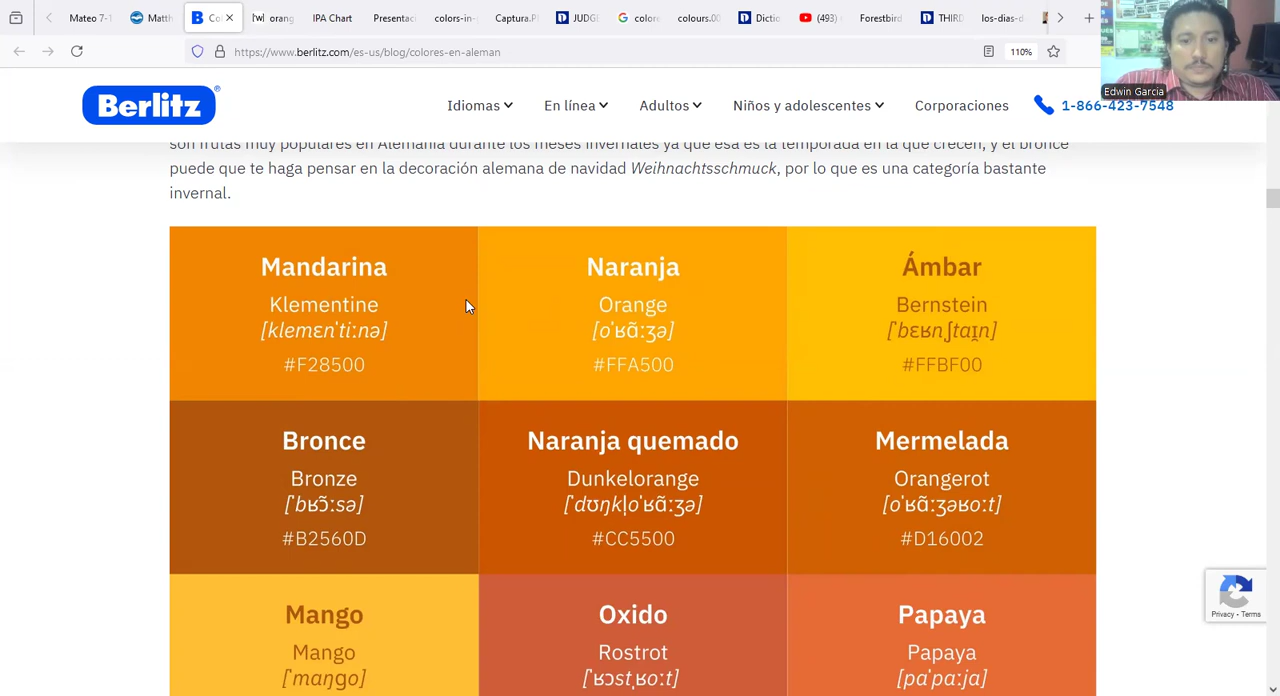 Mateo 7-1
Matth
Co
orang
IPA Chart
Presentaci
colors-in-
Captura.P
JUDGE
colore
colours.00
Dictio
(493)
Forestbird
THIRD
los-dias-d
https://www.berlitz.com/es-us/blog/colores-en-aleman
110%
Edwin Garcia
Berlitz®
Idiomas
En línea
Adultos
Niños y adolescentes
Corporaciones
1-866-423-7548
son frutas muy populares en Alemania durante los meses invernales ya que esa es la temporada en la que crecen, y el bronce
puede que te haga pensar en la decoración alemana de navidad Weihnachtsschmuck, por lo que es una categoría bastante
invernal.
Mandarina
Klementine
[klemɛnˈtiːnə]
#F28500
Naranja
Orange
[oˈʁɑ̃ːʒə]
#FFA500
Ámbar
Bernstein
[ˈbɛʁnʃtaɪ̯n]
#FFBF00
Bronce
Bronze
[ˈbʁɔ̃ːsə]
#B2560D
Naranja quemado
Dunkelorange
[ˈdʊŋkl̩oˈʁɑ̃ːʒə]
#CC5500
Mermelada
Orangerot
[oˈʁɑ̃ːʒəʁoːt]
#D16002
Mango
Mango
[ˈmaŋɡo]
Oxido
Rostrot
[ˈʁɔstˌʁoːt]
Papaya
Papaya
[paˈpaːja]
Privacy - Terms